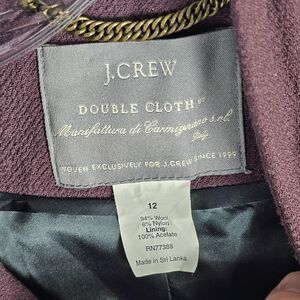 J.CREW
DOUBLE CLOTH BY
Manifattura di Carmignano s.r.l.
Italy
WOVEN EXCLUSIVELY FOR J.CREW SINCE 1999
12
94% Wool
6% Nylon
Lining:
100% Acetate
RN77388
Made in Sri Lanka